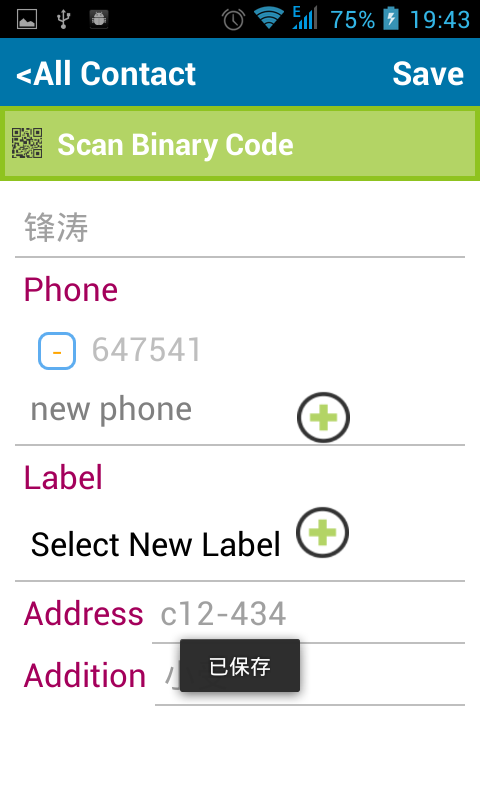 E 75% 19:43
<All Contact Save
Scan Binary Code
锋涛
Phone
- 647541
new phone
Label
Select New Label
Address c12-434
Addition
已保存